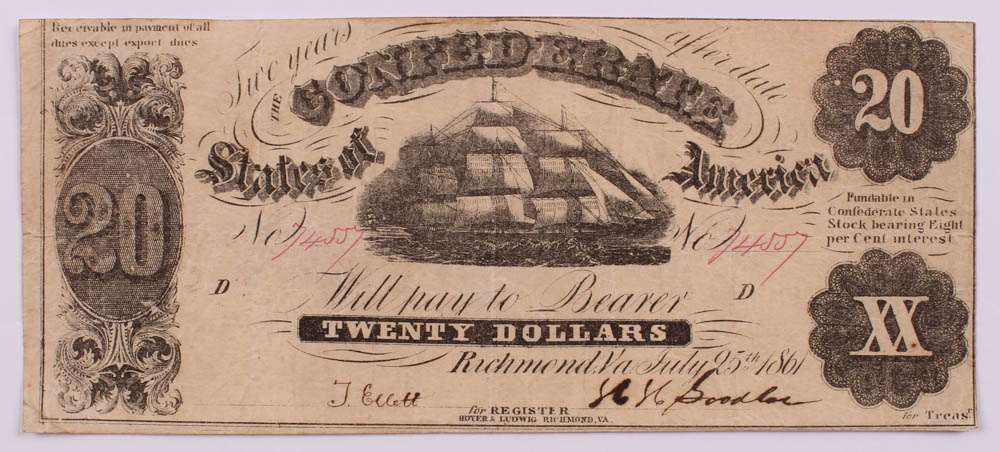 Receivable in payment of all
dues except export dues
Two years after date
THE CONFEDERATE
States of America
20
20
Fundable in
Confederate States
Stock bearing Eight
per Cent interest
No 74557
No 74557
D
D
Will pay to Bearer
TWENTY DOLLARS
Richmond, Va July 25th 1861
XX
J. Ellett
for REGISTER
HOYER & LUDWIG RICHMOND, VA.
for Treasr